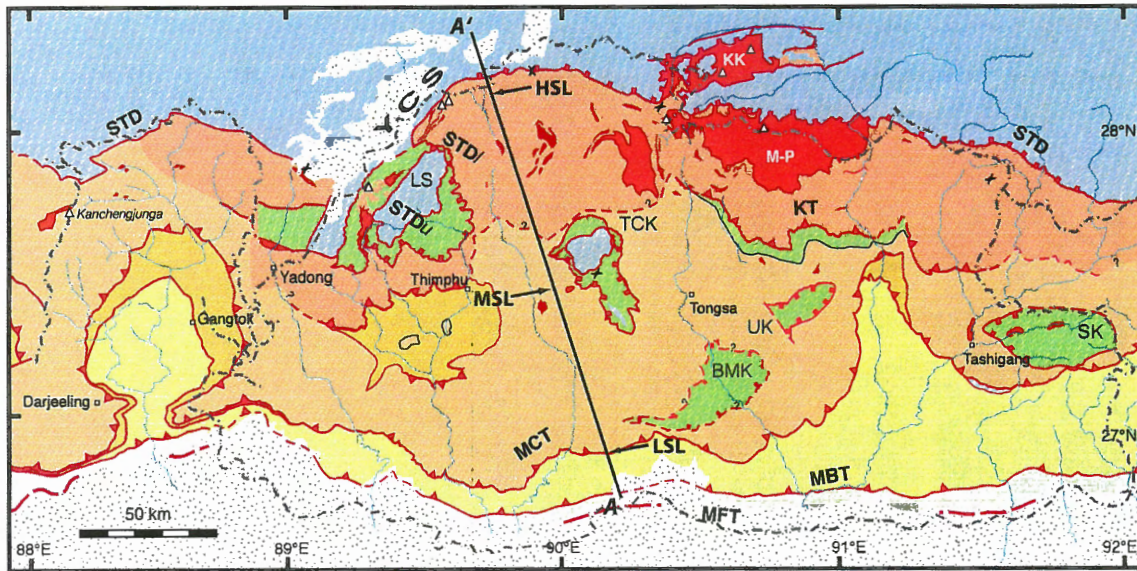 A'
YCS
KK
HSL
STD
28°N
STDl
M-P
STD
LS
Kanchengjunga
STDu
TCK
KT
Yadong
Thimphu
MSL
Tongsa
Gangtok
UK
SK
Tashigang
BMK
Darjeeling
27°N
MCT
LSL
MBT
A
MFT
50 km
88°E
89°E
90°E
91°E
92°E
?
?
?
?
?
?